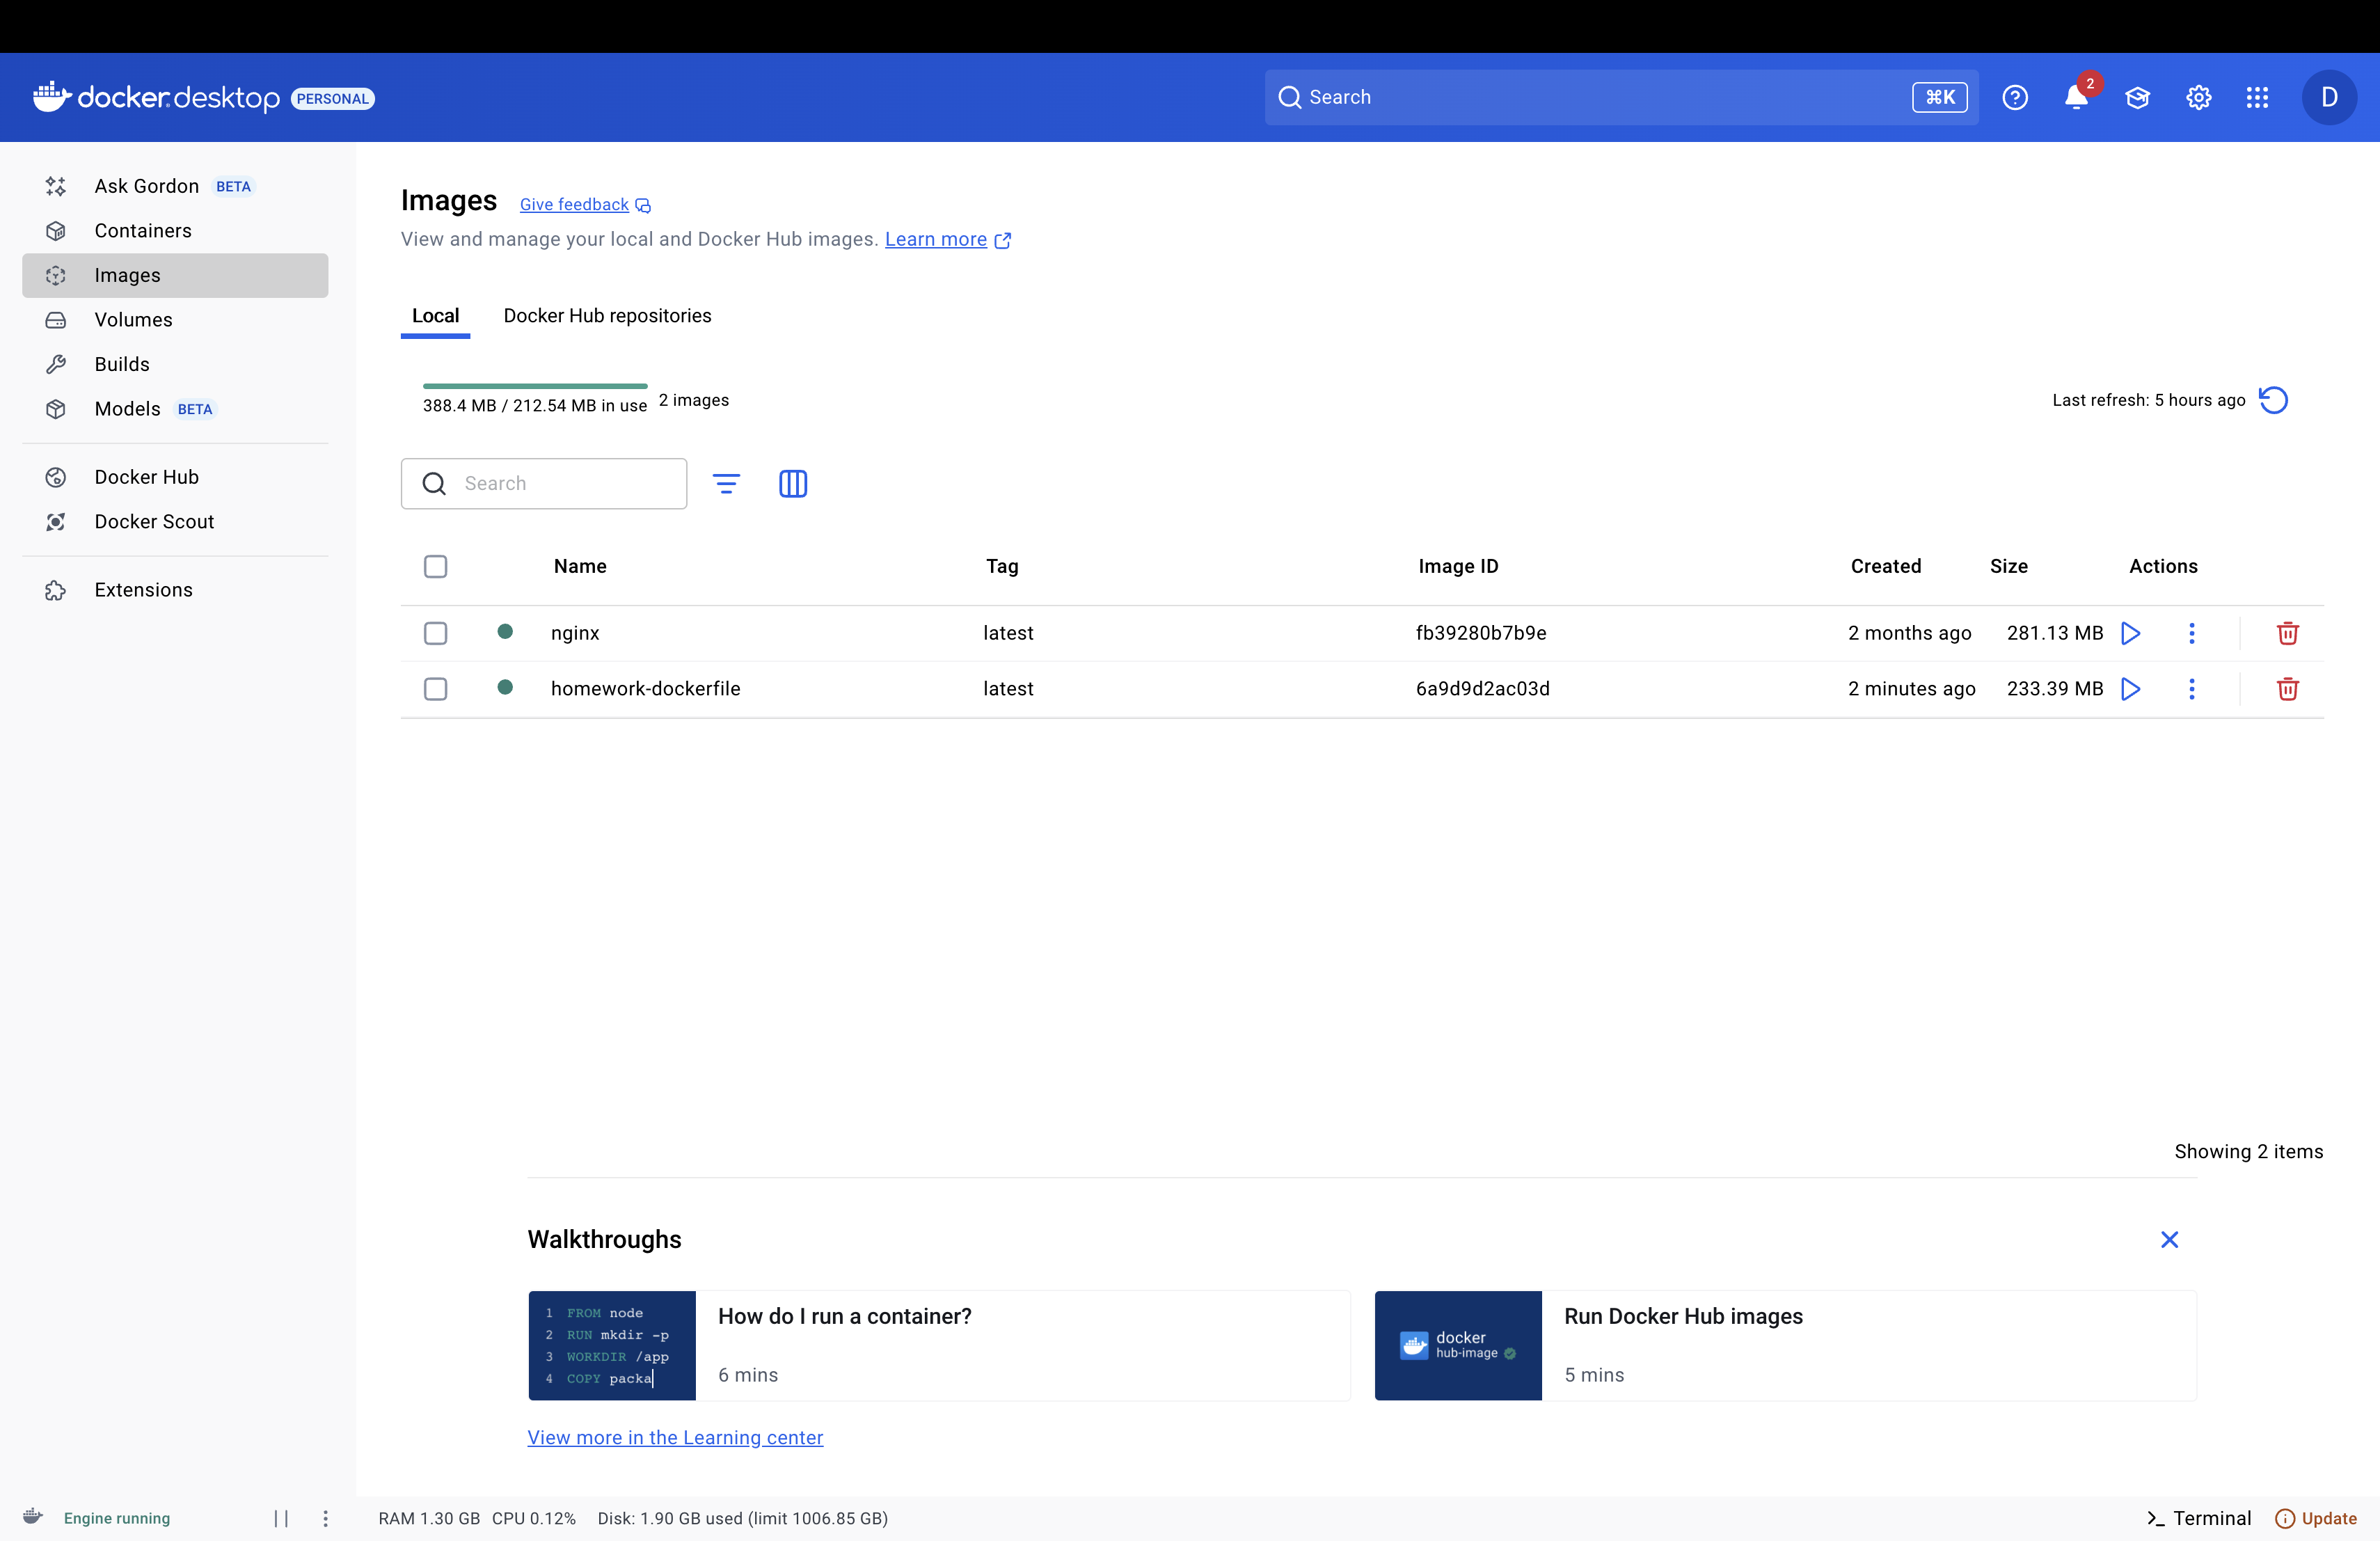 docker desktop PERSONAL
Search
⌘K
2
D
Ask Gordon BETA
Containers
Images
Volumes
Builds
Models BETA
Docker Hub
Docker Scout
Extensions
Images Give feedback
View and manage your local and Docker Hub images. Learn more
Local Docker Hub repositories
388.4 MB / 212.54 MB in use 2 images
Last refresh: 5 hours ago
Search
Name Tag Image ID Created Size Actions
nginx latest fb39280b7b9e 2 months ago 281.13 MB
homework-dockerfile latest 6a9d9d2ac03d 2 minutes ago 233.39 MB
Showing 2 items
Walkthroughs
1 FROM node
2 RUN mkdir -p
3 WORKDIR /app
4 COPY packa
How do I run a container?
6 mins
docker
hub-image
Run Docker Hub images
5 mins
View more in the Learning center
Engine running
RAM 1.30 GB CPU 0.12% Disk: 1.90 GB used (limit 1006.85 GB)
>_ Terminal
Update